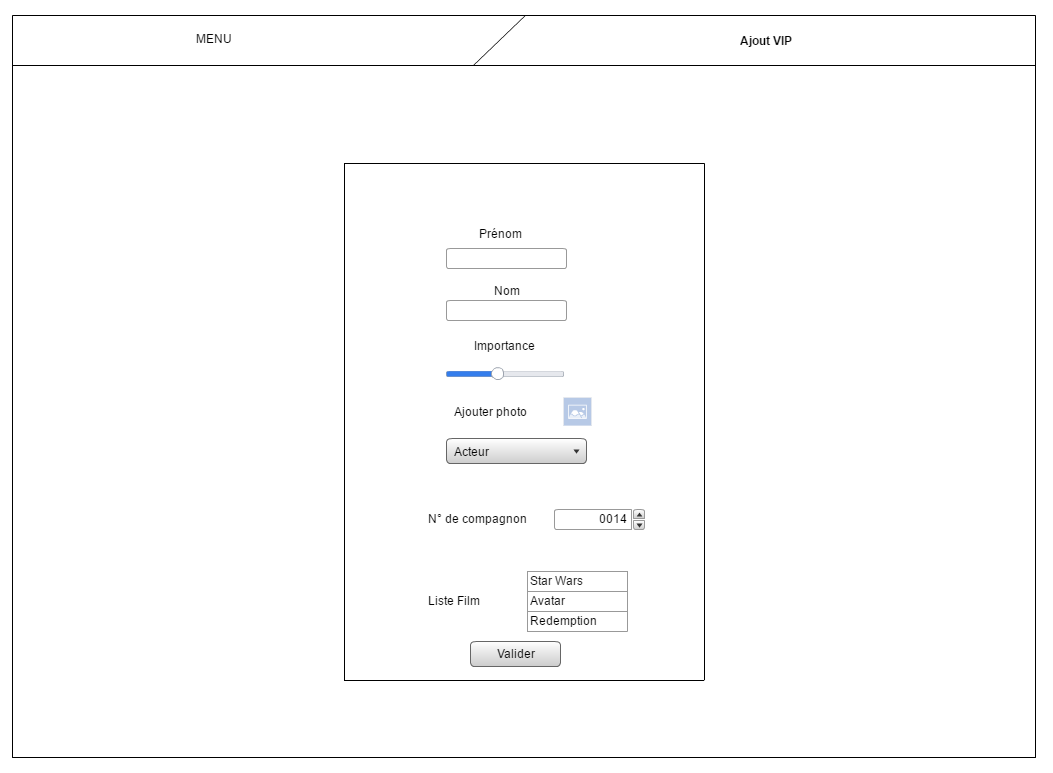 MENU
Ajout VIP
Prénom
Nom
Importance
Ajouter photo
Acteur
N° de compagnon 0014
Liste Film
Star Wars
Avatar
Redemption
Valider